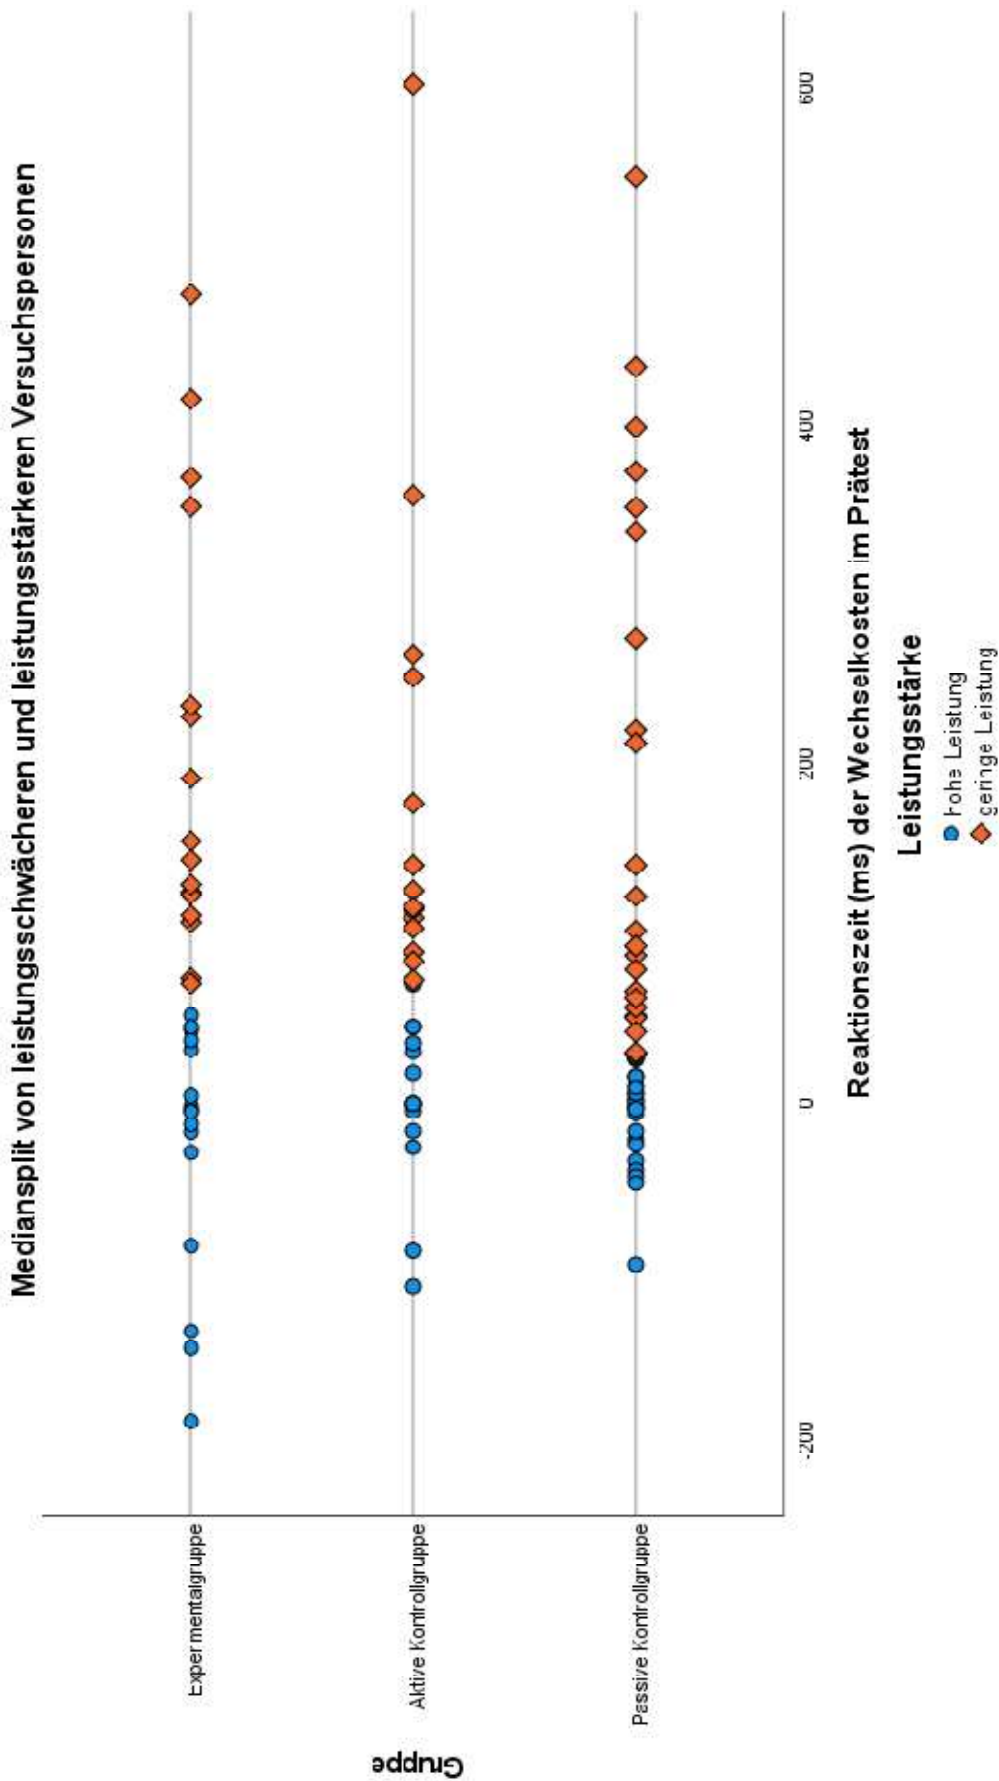 Mediansplit von leistungsschwächeren und leistungsstärkeren Versuchspersonen
Gruppe
Experimentalgruppe
Aktive Kontrollgruppe
Passive Kontrollgruppe
-200
0
200
400
600
Reaktionszeit (ms) der Wechselkosten im Prätest
Leistungsstärke
hohe Leistung
geringe Leistung